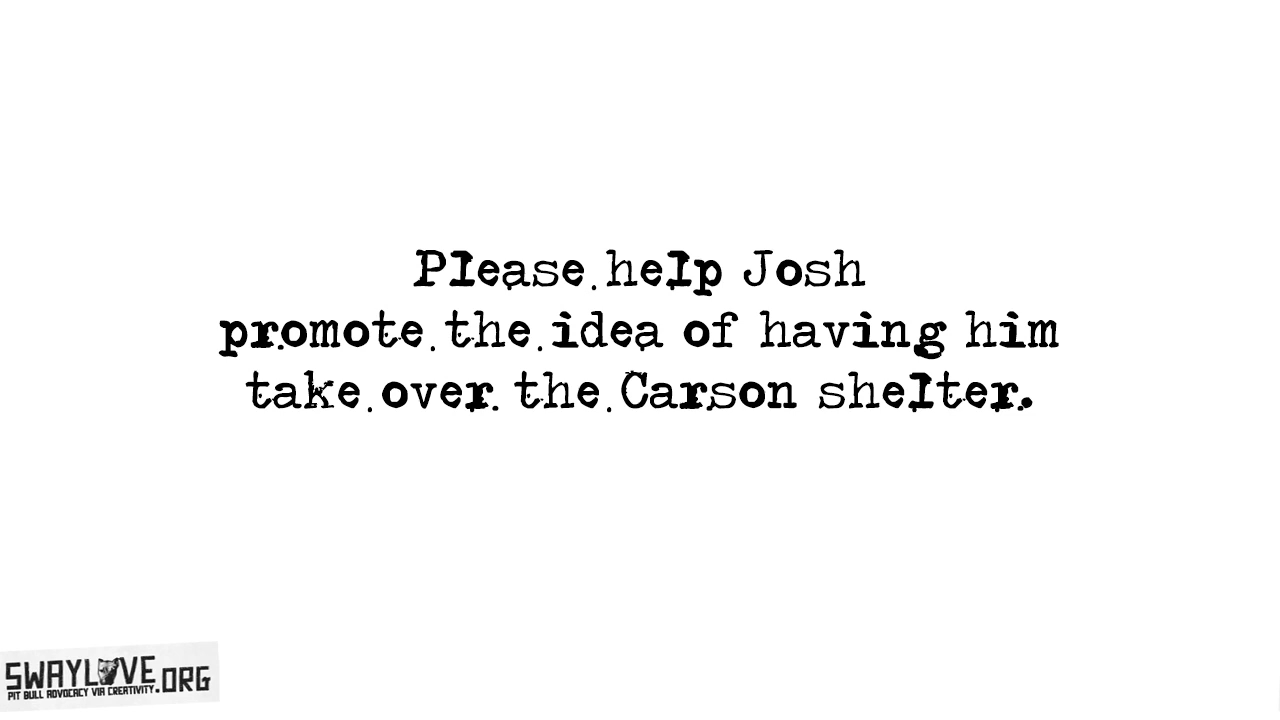 Please help Josh
promote the idea of having him
take over the Carson shelter.
SWAYLOVE.ORG
PIT BULL ADVOCACY VIA CREATIVITY.